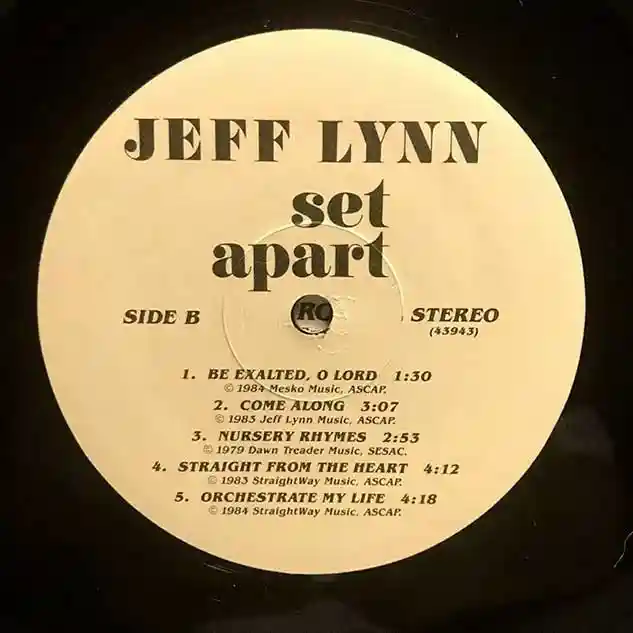 JEFF LYNN
set
apart
SIDE B
STEREO
(43943)
1. BE EXALTED, O LORD 1:30
© 1984 Mesko Music, ASCAP.
2. COME ALONG 3:07
© 1983 Jeff Lynn Music, ASCAP.
3. NURSERY RHYMES 2:53
© 1979 Dawn Treader Music, SESAC.
4. STRAIGHT FROM THE HEART 4:12
© 1983 StraightWay Music, ASCAP.
5. ORCHESTRATE MY LIFE 4:18
© 1984 StraightWay Music, ASCAP.